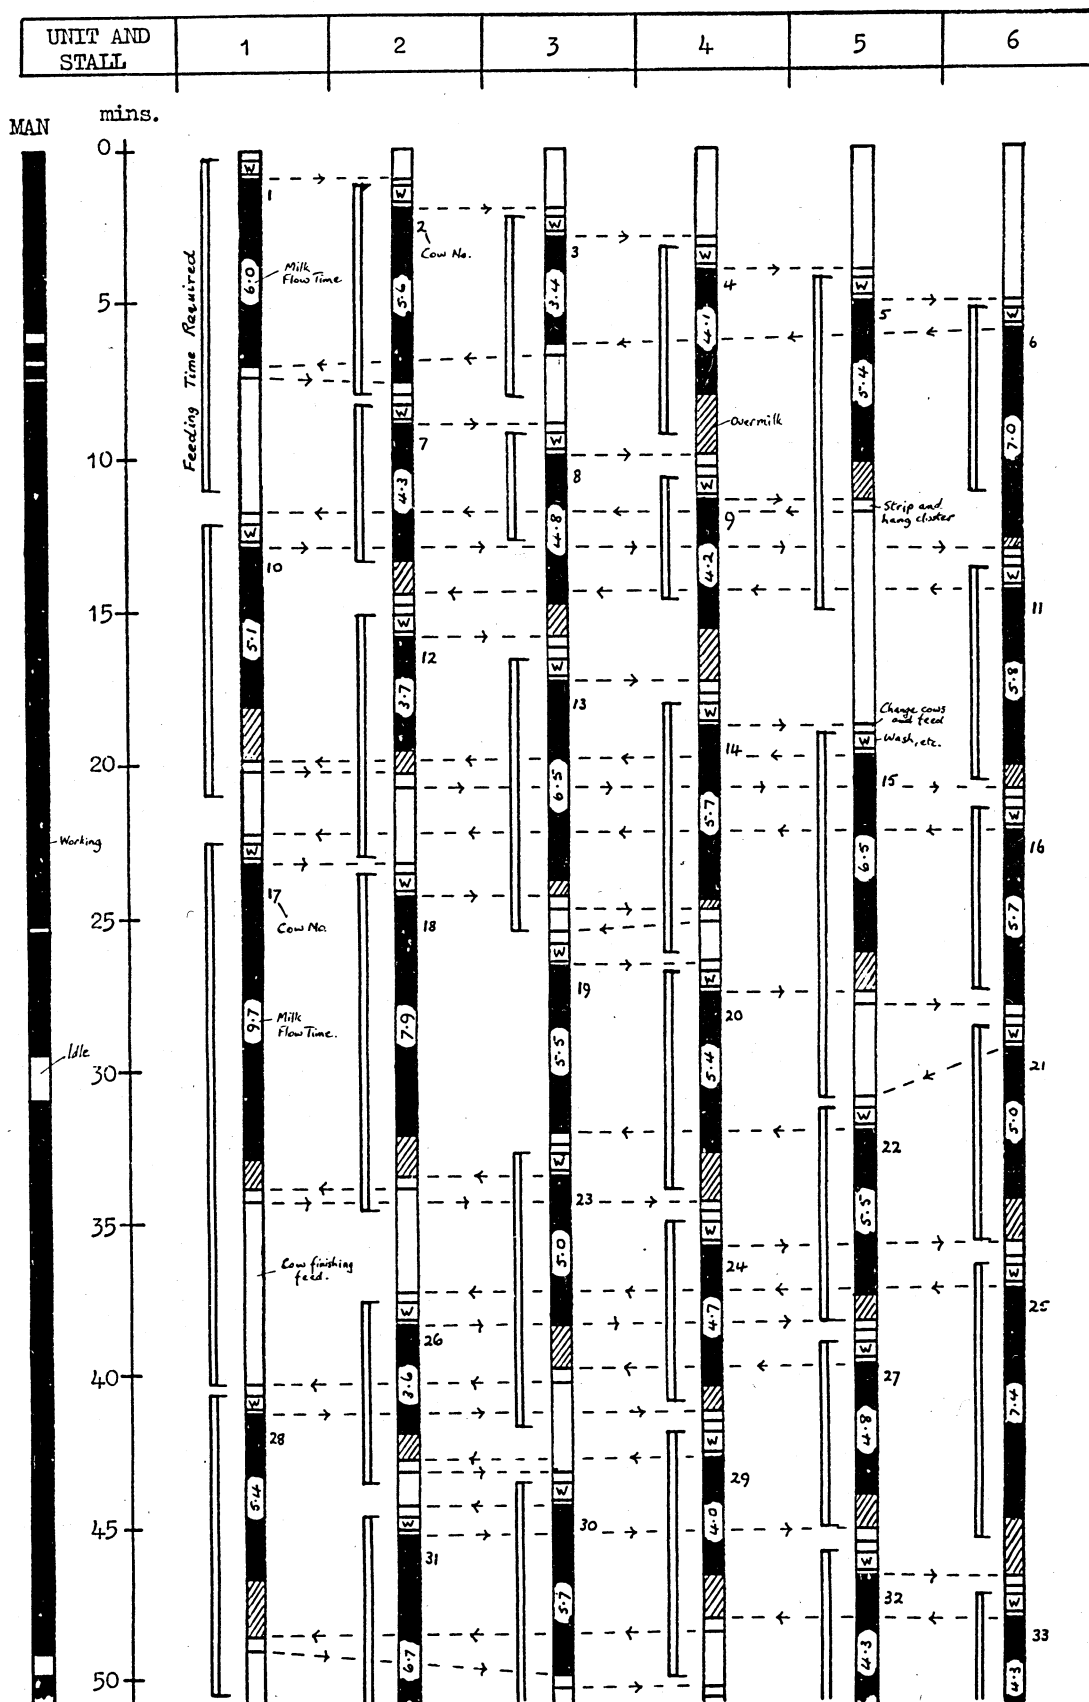 UNIT AND
STALL
1
2
3
4
5
6
MAN
mins.
0
5
10
15
20
25
30
35
40
45
50
Working
Idle
Feeding Time Required
W
1
6.0
Milk
Flow Time
W
10
5.1
W
17
Cow No.
9.7
Milk
Flow Time.
Cow finishing
feed.
W
28
5.4
W
2
Cow No.
5.6
W
7
4.3
W
12
3.7
W
18
7.9
W
26
3.6
W
31
6.7
W
3
3.4
W
8
4.8
W
13
6.5
W
19
5.5
W
23
5.0
W
30
5.7
W
4
4.1
Overmilk
W
9
4.2
W
14
5.7
W
20
5.4
W
24
4.7
W
29
4.0
W
5
5.4
Strip and
hang cluster
Change cows
and feed
W
Wash, etc.
15
6.5
W
22
5.5
W
27
4.8
W
32
4.3
W
6
7.0
W
11
5.8
W
16
5.7
W
21
5.0
W
25
7.4
W
33
4.3